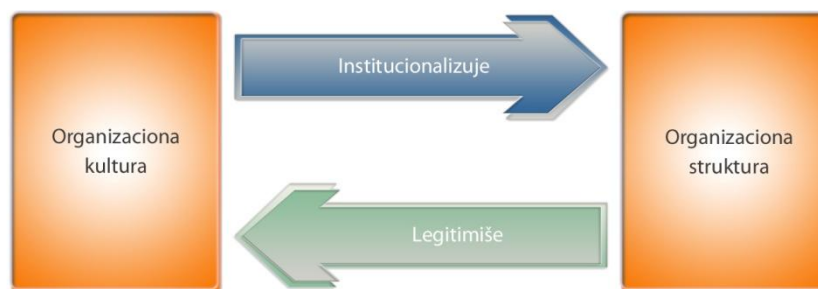 Organizaciona
kultura
Institucionalizuje
Legitimiše
Organizaciona
struktura